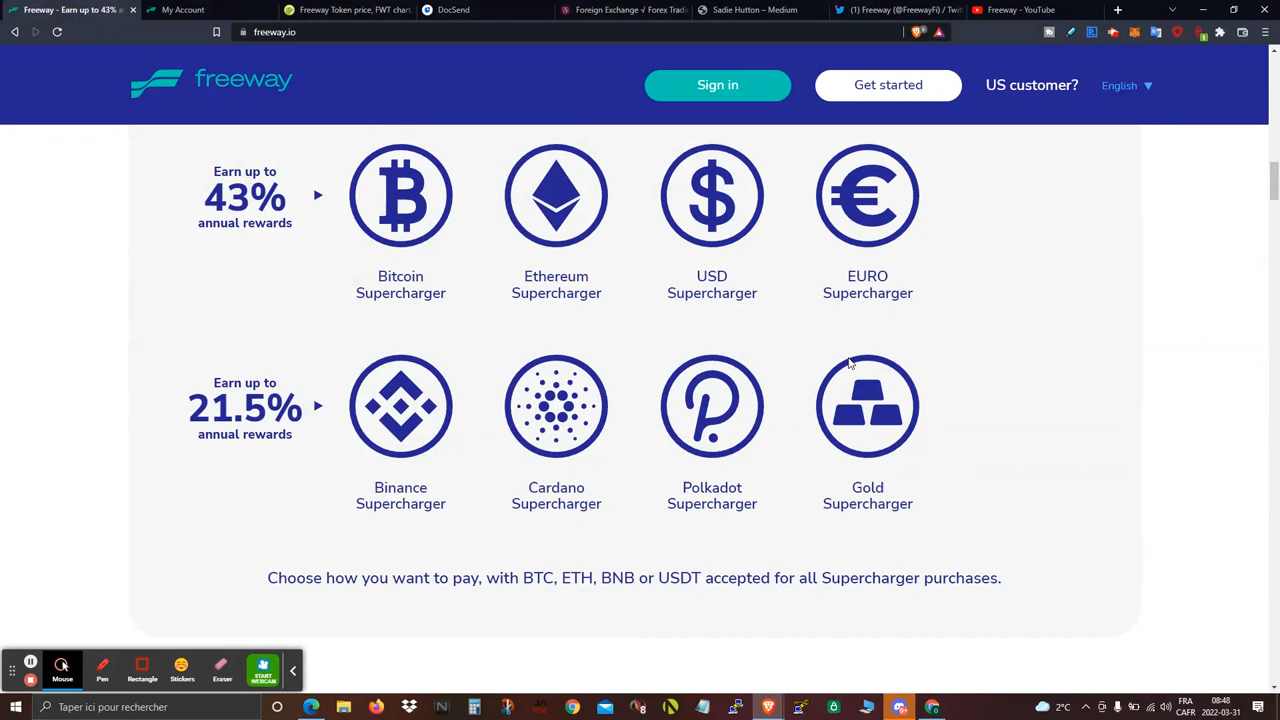 Freeway - Earn up to 43% a
My Account
Freeway Token price, FWT chart,
DocSend
Foreign Exchange √ Forex Tradi
Sadie Hutton – Medium
(1) Freeway (@FreewayFi) / Twit
Freeway - YouTube
freeway.io
freeway
Sign in
Get started
US customer?
English ▼
Earn up to
43%
annual rewards
Bitcoin
Supercharger
Ethereum
Supercharger
USD
Supercharger
EURO
Supercharger
Earn up to
21.5%
annual rewards
Binance
Supercharger
Cardano
Supercharger
Polkadot
Supercharger
Gold
Supercharger
Choose how you want to pay, with BTC, ETH, BNB or USDT accepted for all Supercharger purchases.
Mouse
Pen
Rectangle
Stickers
Eraser
START
WEBCAM
Taper ici pour rechercher
2°C
FRA
CAFR
08:48
2022-03-31